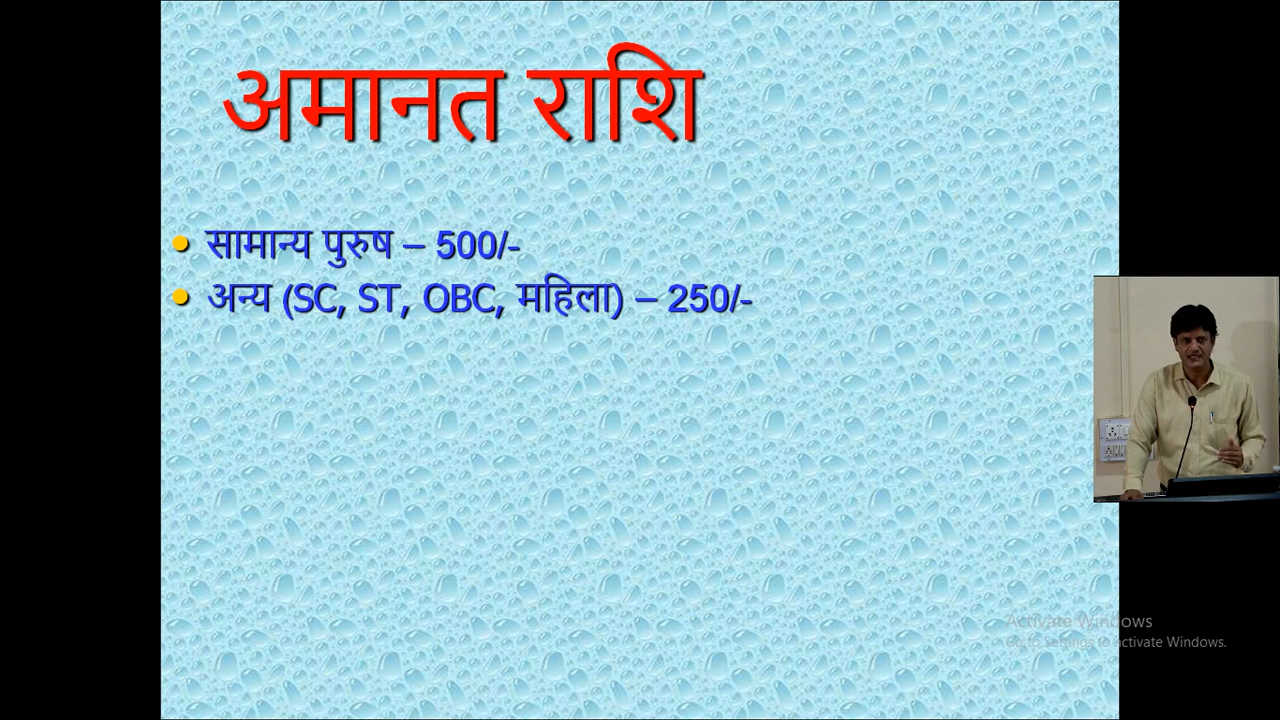 अमानत राशि
सामान्य पुरुष – 500/-
अन्य (SC, ST, OBC, महिला) – 250/-
Activate Windows
Go to Settings to activate Windows.